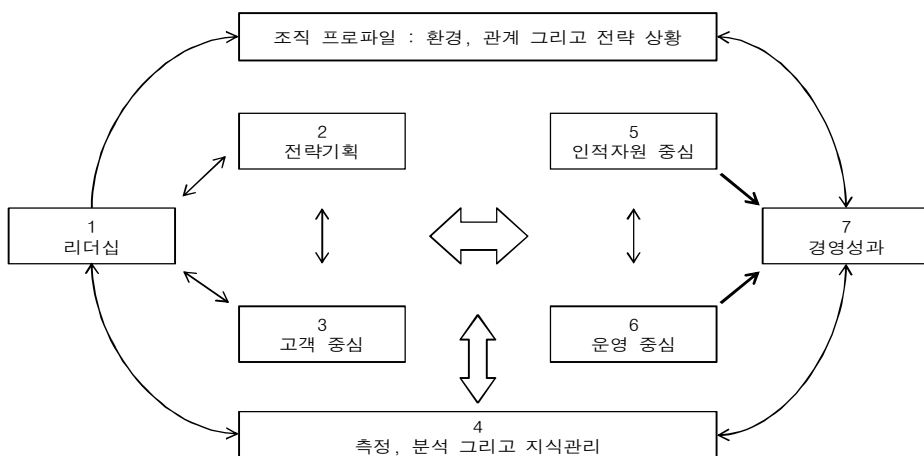 조직 프로파일 : 환경, 관계 그리고 전략 상황
2
전략기획
5
인적자원 중심
1
리더십
7
경영성과
3
고객 중심
6
운영 중심
4
측정, 분석 그리고 지식관리